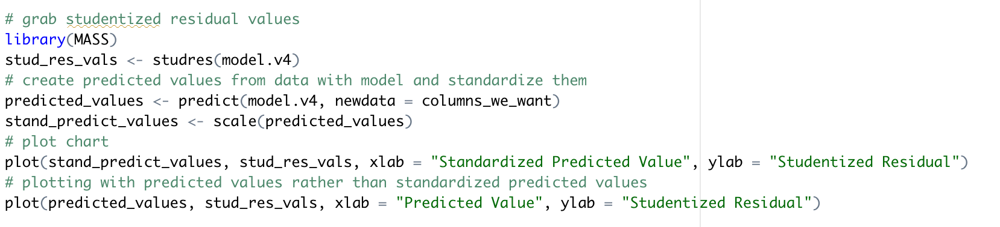 # grab studentized residual values
library(MASS)
stud_res_vals <- studres(model.v4)
# create predicted values from data with model and standardize them
predicted_values <- predict(model.v4, newdata = columns_we_want)
stand_predict_values <- scale(predicted_values)
# plot chart
plot(stand_predict_values, stud_res_vals, xlab = "Standardized Predicted Value", ylab = "Studentized Residual")
# plotting with predicted values rather than standardized predicted values
plot(predicted_values, stud_res_vals, xlab = "Predicted Value", ylab = "Studentized Residual")